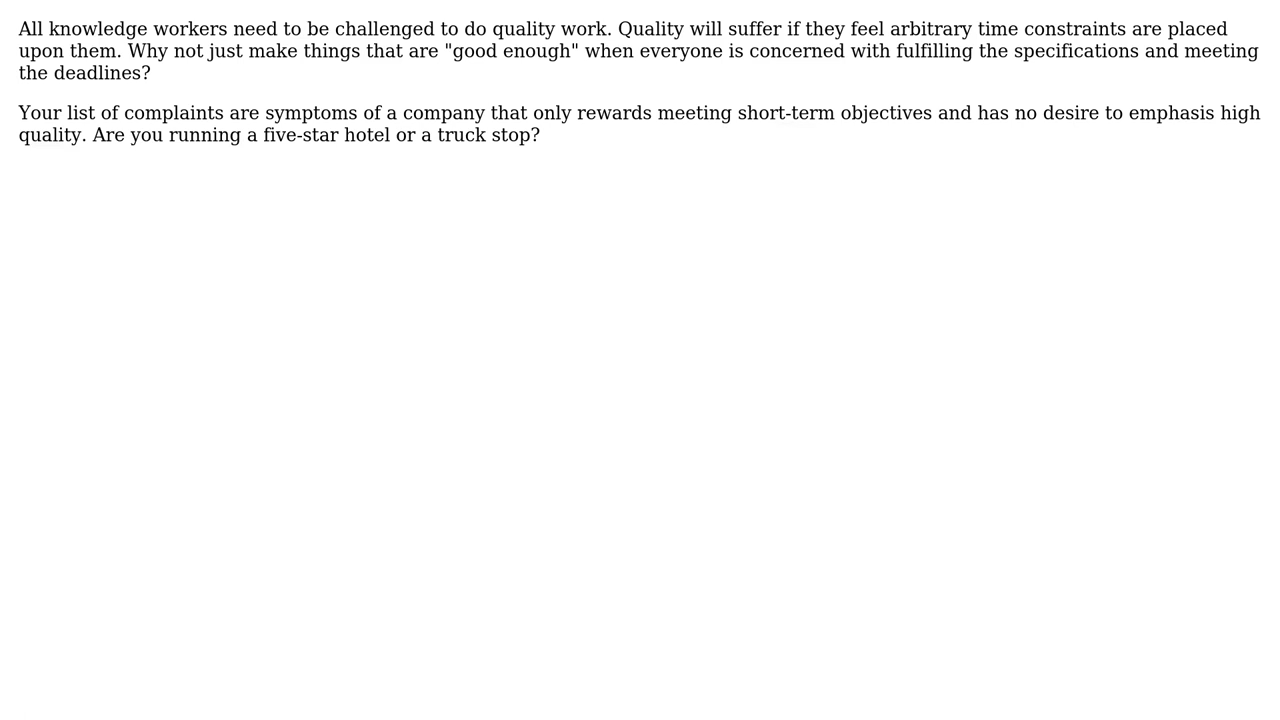 All knowledge workers need to be challenged to do quality work. Quality will suffer if they feel arbitrary time constraints are placed
upon them. Why not just make things that are "good enough" when everyone is concerned with fulfilling the specifications and meeting
the deadlines?
Your list of complaints are symptoms of a company that only rewards meeting short-term objectives and has no desire to emphasis high
quality. Are you running a five-star hotel or a truck stop?